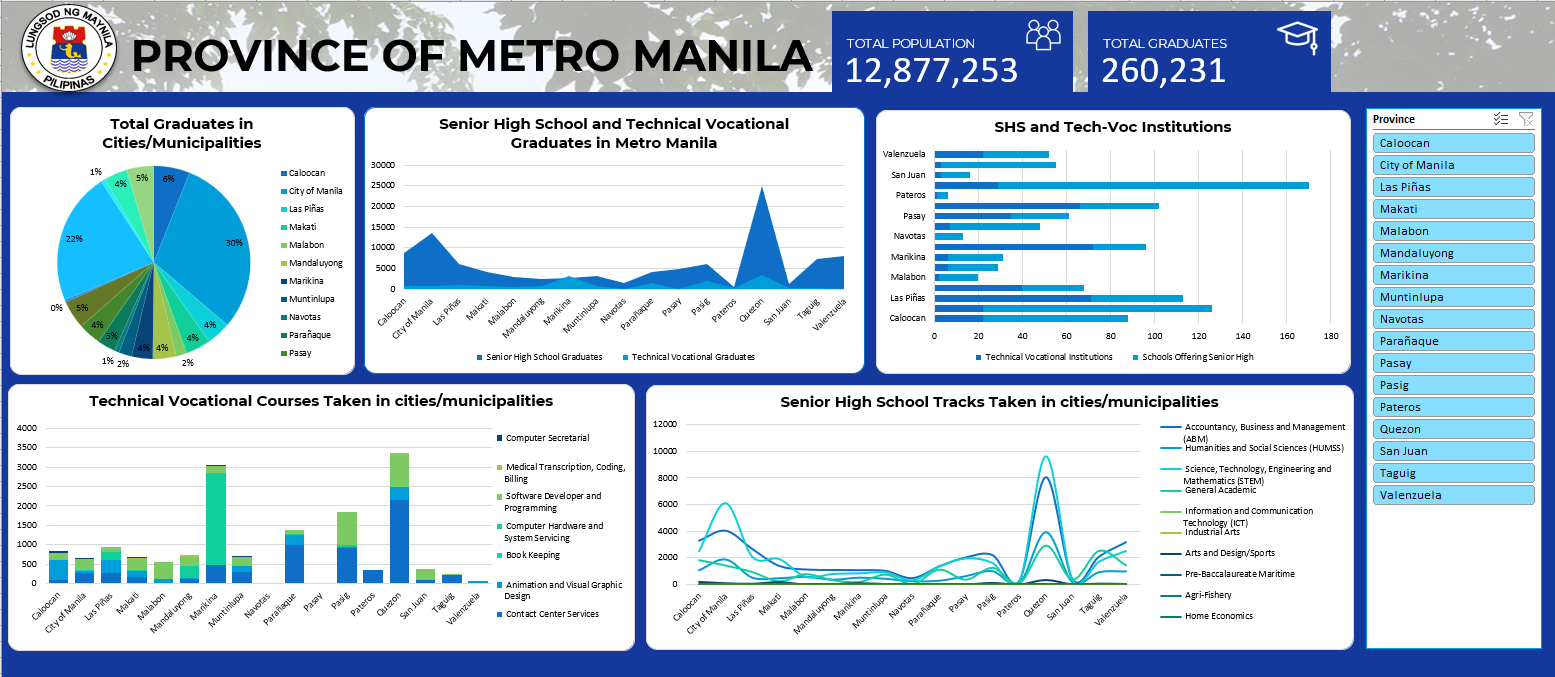 LUNGSOD NG MAYNILA
PILIPINAS
PROVINCE OF METRO MANILA
TOTAL POPULATION
12,877,253
TOTAL GRADUATES
260,231
Total Graduates in
Cities/Municipalities
1%
4%
5%
6%
22%
30%
0%
5%
4%
3%
1%
2%
4%
4%
2%
4%
4%
Caloocan
City of Manila
Las Piñas
Makati
Malabon
Mandaluyong
Marikina
Muntinlupa
Navotas
Parañaque
Pasay
Senior High School and Technical Vocational
Graduates in Metro Manila
30000
25000
20000
15000
10000
5000
0
Caloocan
City of Manila
Las Piñas
Makati
Malabon
Mandaluyong
Marikina
Muntinlupa
Navotas
Parañaque
Pasay
Pasig
Pateros
Quezon
San Juan
Taguig
Valenzuela
Senior High School Graduates
Technical Vocational Graduates
SHS and Tech-Voc Institutions
Valenzuela
San Juan
Pateros
Pasay
Navotas
Marikina
Malabon
Las Piñas
Caloocan
0 20 40 60 80 100 120 140 160 180
Technical Vocational Institutions
Schools Offering Senior High
Province
Caloocan
City of Manila
Las Piñas
Makati
Malabon
Mandaluyong
Marikina
Muntinlupa
Navotas
Parañaque
Pasay
Pasig
Pateros
Quezon
San Juan
Taguig
Valenzuela
Technical Vocational Courses Taken in cities/municipalities
4000
3500
3000
2500
2000
1500
1000
500
0
Caloocan
City of Manila
Las Piñas
Makati
Malabon
Mandaluyong
Marikina
Muntinlupa
Navotas
Parañaque
Pasay
Pasig
Pateros
Quezon
San Juan
Taguig
Valenzuela
Computer Secretarial
Medical Transcription, Coding,
Billing
Software Developer and
Programming
Computer Hardware and
System Servicing
Book Keeping
Animation and Visual Graphic
Design
Contact Center Services
Senior High School Tracks Taken in cities/municipalities
12000
10000
8000
6000
4000
2000
0
Caloocan
City of Manila
Las Piñas
Makati
Malabon
Mandaluyong
Marikina
Muntinlupa
Navotas
Parañaque
Pasay
Pasig
Pateros
Quezon
San Juan
Taguig
Valenzuela
Accountancy, Business and Management
(ABM)
Humanities and Social Sciences (HUMSS)
Science, Technology, Engineering and
Mathematics (STEM)
General Academic
Information and Communication
Technology (ICT)
Industrial Arts
Arts and Design/Sports
Pre-Baccalaureate Maritime
Agri-Fishery
Home Economics